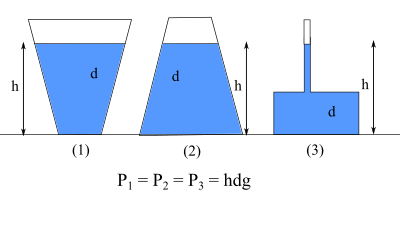 d
d
d
h
h
h
(1)
(2)
(3)
P₁ = P₂ = P₃ = hdg